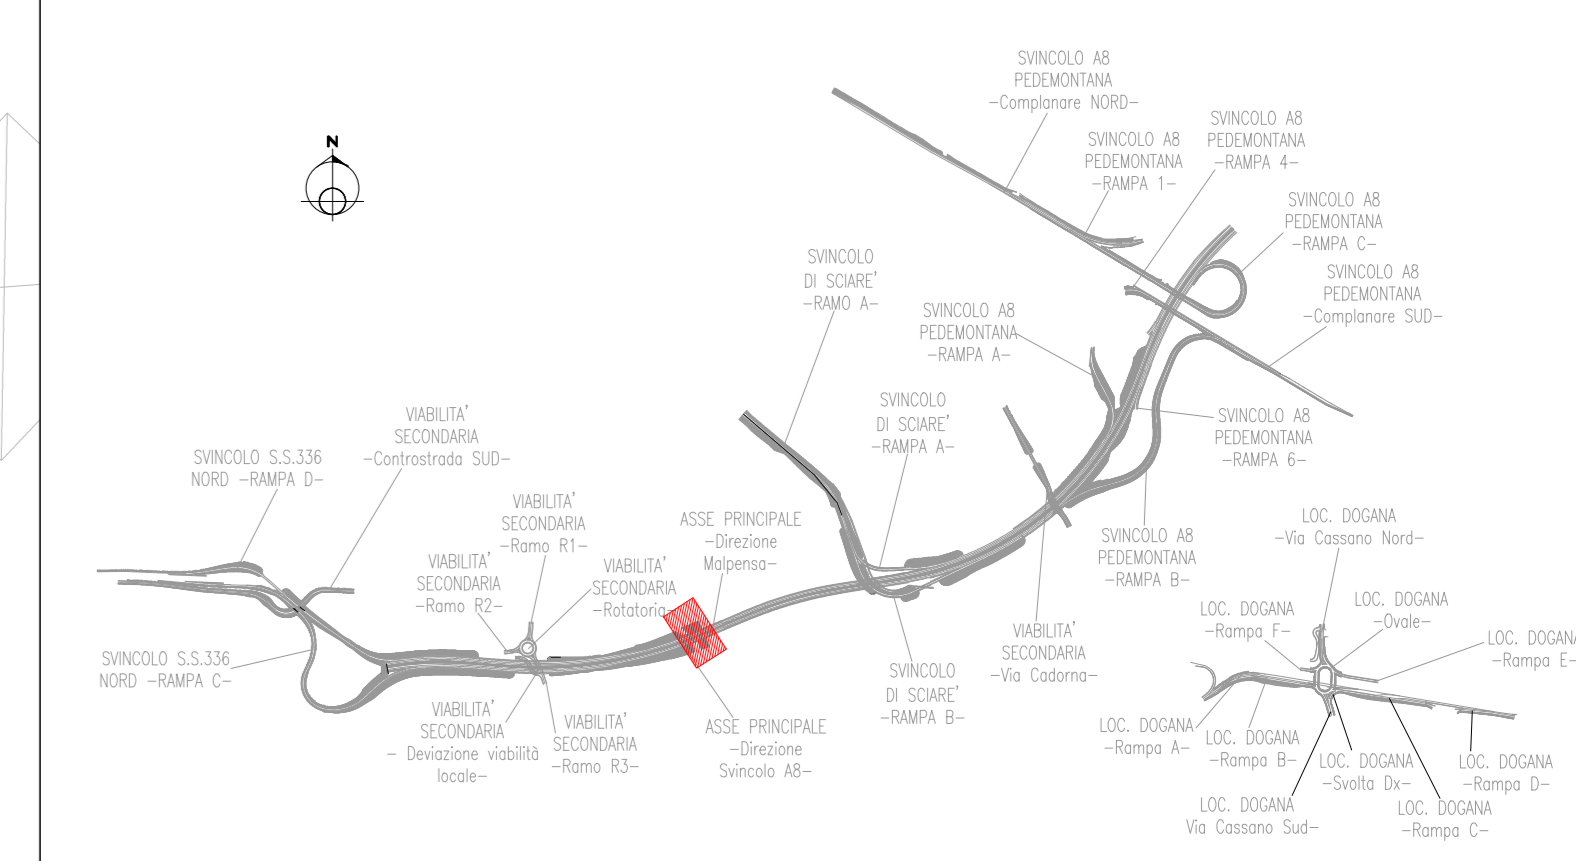 SVINCOLO A8
PEDEMONTANA
-Complanare NORD-
SVINCOLO A8
PEDEMONTANA
-RAMPA 4-
SVINCOLO A8
PEDEMONTANA
-RAMPA 1-
N
SVINCOLO A8
PEDEMONTANA
-RAMPA C-
SVINCOLO
DI SCIARE'
-RAMO A-
SVINCOLO A8
PEDEMONTANA
-Complanare SUD-
SVINCOLO A8
PEDEMONTANA
-RAMPA A-
SVINCOLO
DI SCIARE'
-RAMPA A-
VIABILITA'
SECONDARIA
-Controstrada SUD-
SVINCOLO A8
PEDEMONTANA
-RAMPA 6-
SVINCOLO S.S.336
NORD -RAMPA D-
VIABILITA'
SECONDARIA
-Ramo R1-
ASSE PRINCIPALE
-Direzione
Malpensa-
LOC. DOGANA
-Via Cassano Nord-
SVINCOLO A8
PEDEMONTANA
-RAMPA B-
VIABILITA'
SECONDARIA
-Ramo R2-
VIABILITA'
SECONDARIA
-Rotatoria-
LOC. DOGANA
-Ovale-
LOC. DOGANA
-Rampa F-
VIABILITA'
SECONDARIA
-Via Cadorna-
LOC. DOGANA
-Rampa E-
SVINCOLO S.S.336
NORD -RAMPA C-
SVINCOLO
DI SCIARE'
-RAMPA B-
VIABILITA'
SECONDARIA
- Deviazione viabilità
locale-
VIABILITA'
SECONDARIA
-Ramo R3-
ASSE PRINCIPALE
-Direzione
Svincolo A8-
LOC. DOGANA
-Rampa A-
LOC. DOGANA
-Rampa B-
LOC. DOGANA
-Svolta Dx-
LOC. DOGANA
-Rampa D-
LOC. DOGANA
Via Cassano Sud-
LOC. DOGANA
-Rampa C-